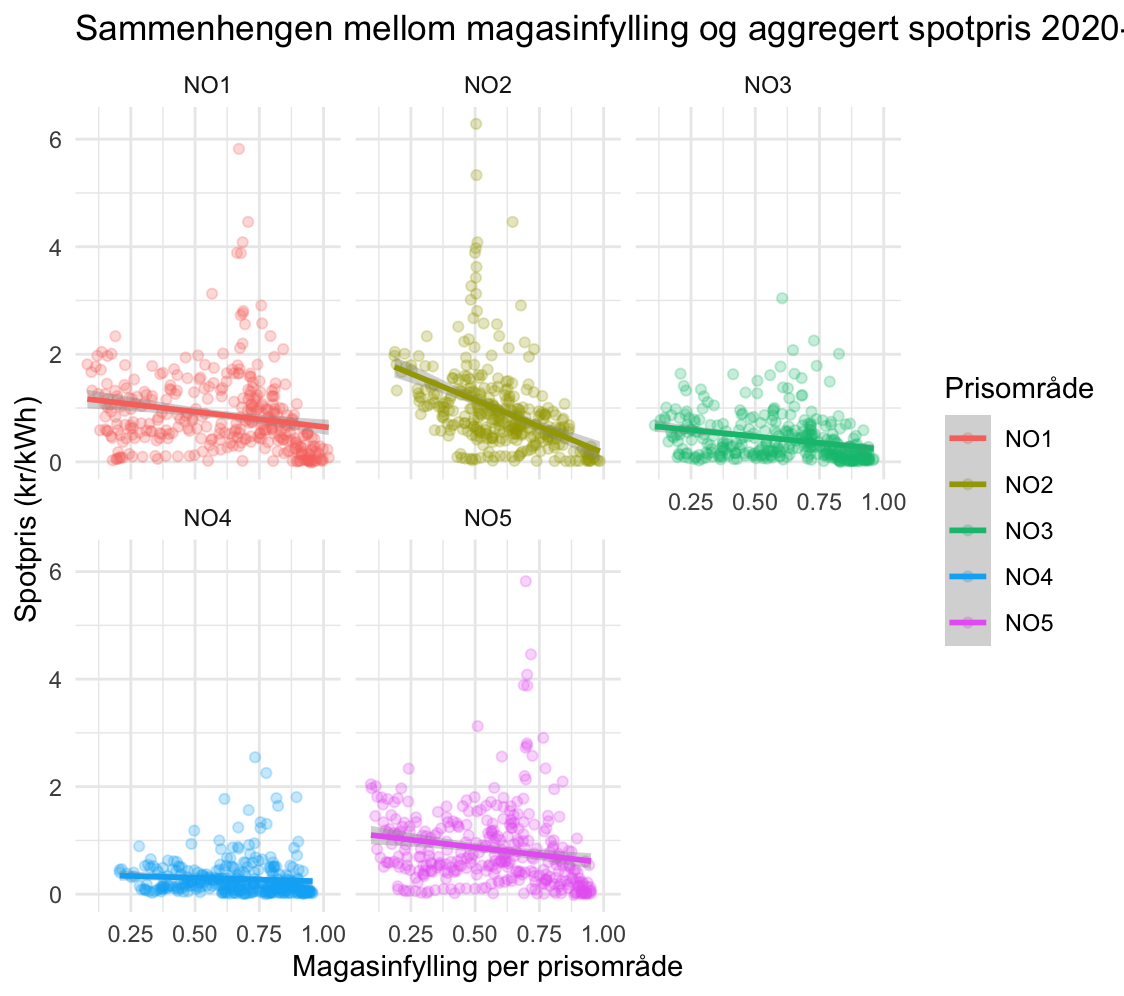 Sammenhengen mellom magasinfylling og aggregert spotpris 2020-
NO1 NO2 NO3
6
4
2
0
0.25 0.50 0.75 1.00
NO4 NO5
6
4
2
0
0.25 0.50 0.75 1.00 0.25 0.50 0.75 1.00
Magasinfylling per prisområde
Spotpris (kr/kWh)
Prisområde
NO1
NO2
NO3
NO4
NO5